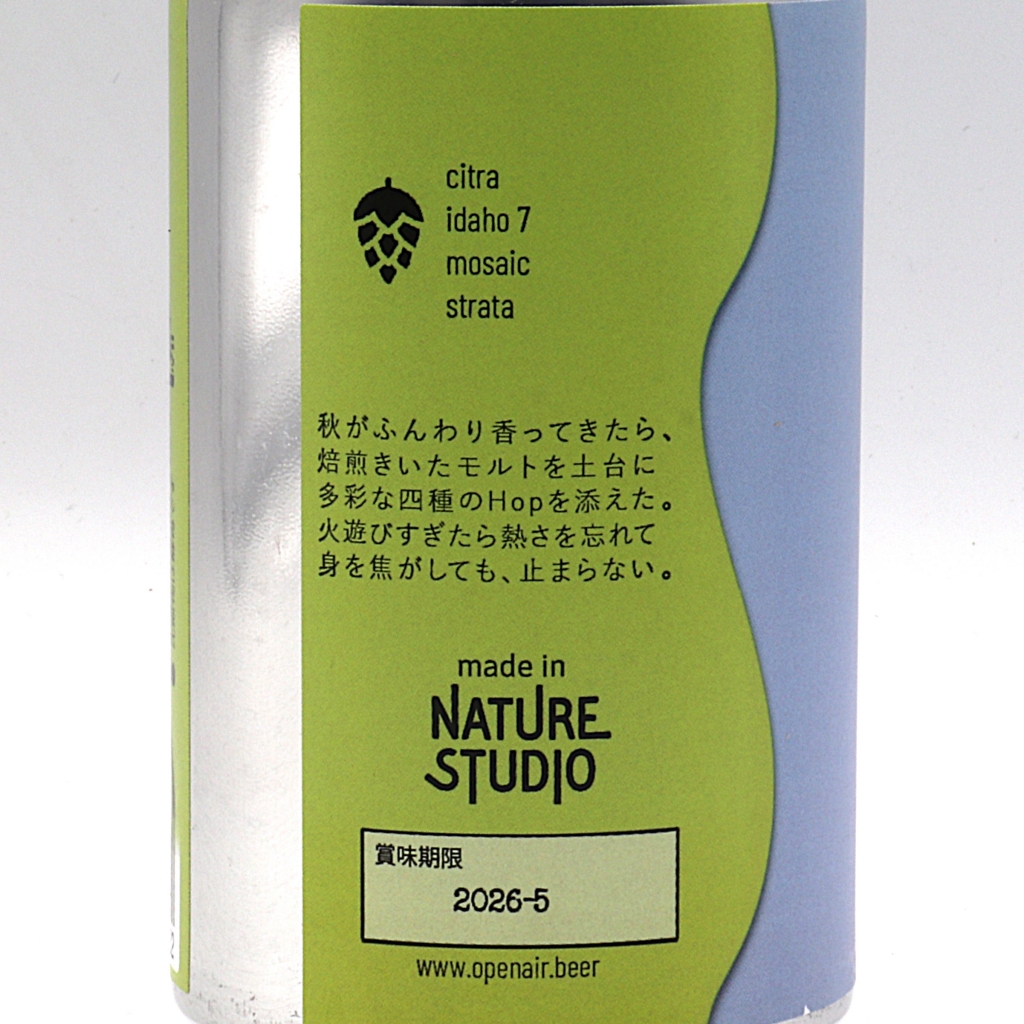 citra
idaho 7
mosaic
strata
秋がふんわり香ってきたら、
焙煎きいたモルトを土台に
多彩な四種のHopを添えた。
火遊びすぎたら熱さを忘れて
身を焦がしても、止まらない。
made in
NATURE
STUDIO
賞味期限
2026-5
www.openair.beer